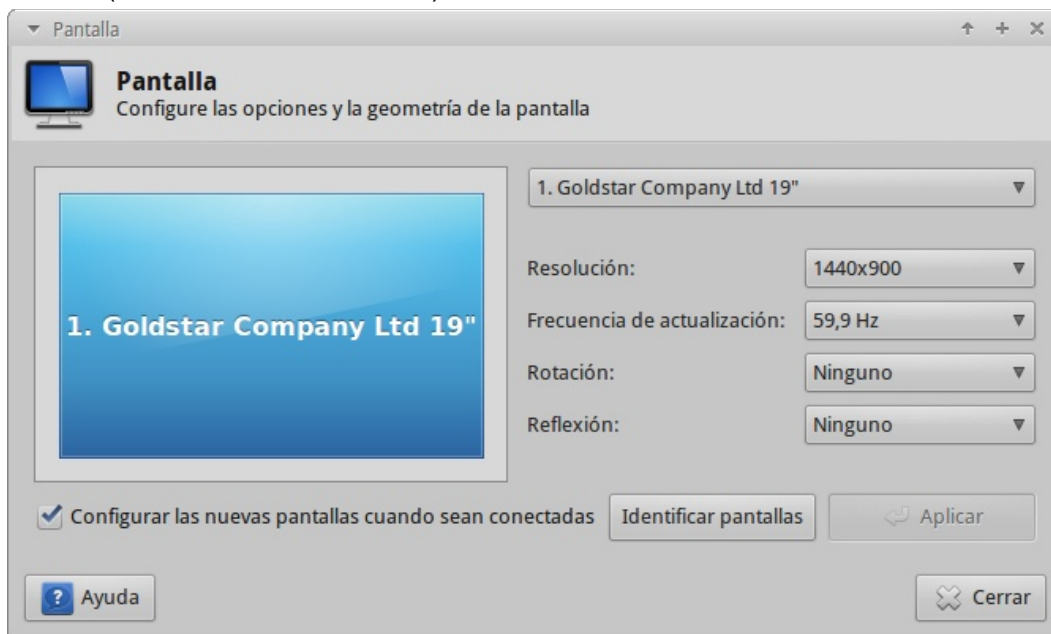 Pantalla
Pantalla
Configure las opciones y la geometría de la pantalla
1. Goldstar Company Ltd 19"
1. Goldstar Company Ltd 19"
Resolución: 1440x900
Frecuencia de actualización: 59,9 Hz
Rotación: Ninguno
Reflexión: Ninguno
Configurar las nuevas pantallas cuando sean conectadas Identificar pantallas Aplicar
Ayuda Cerrar